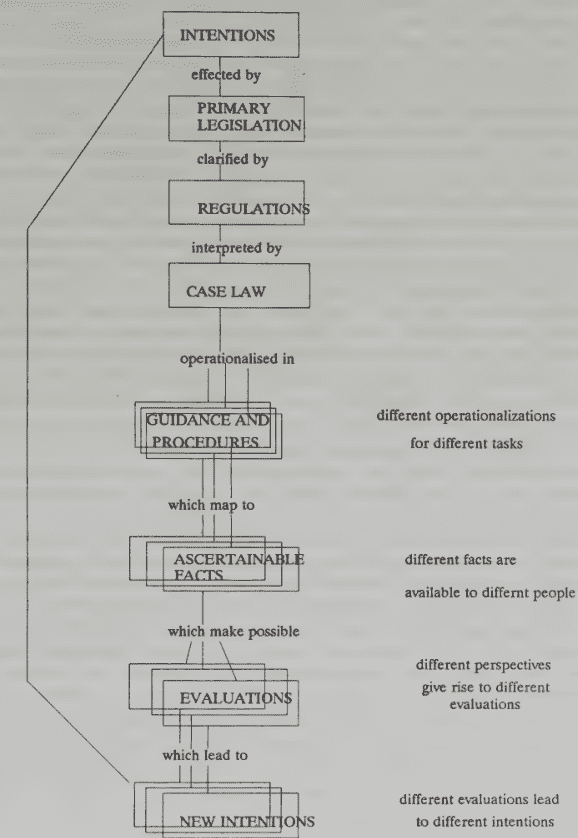 INTENTIONS
effected by
PRIMARY
LEGISLATION
clarified by
REGULATIONS
interpreted by
CASE LAW
operationalised in
GUIDANCE AND
PROCEDURES
different operationalizations
for different tasks
which map to
ASCERTAINABLE
FACTS
different facts are
available to differnt people
which make possible
EVALUATIONS
different perspectives
give rise to different
evaluations
which lead to
NEW INTENTIONS
different evaluations lead
to different intentions